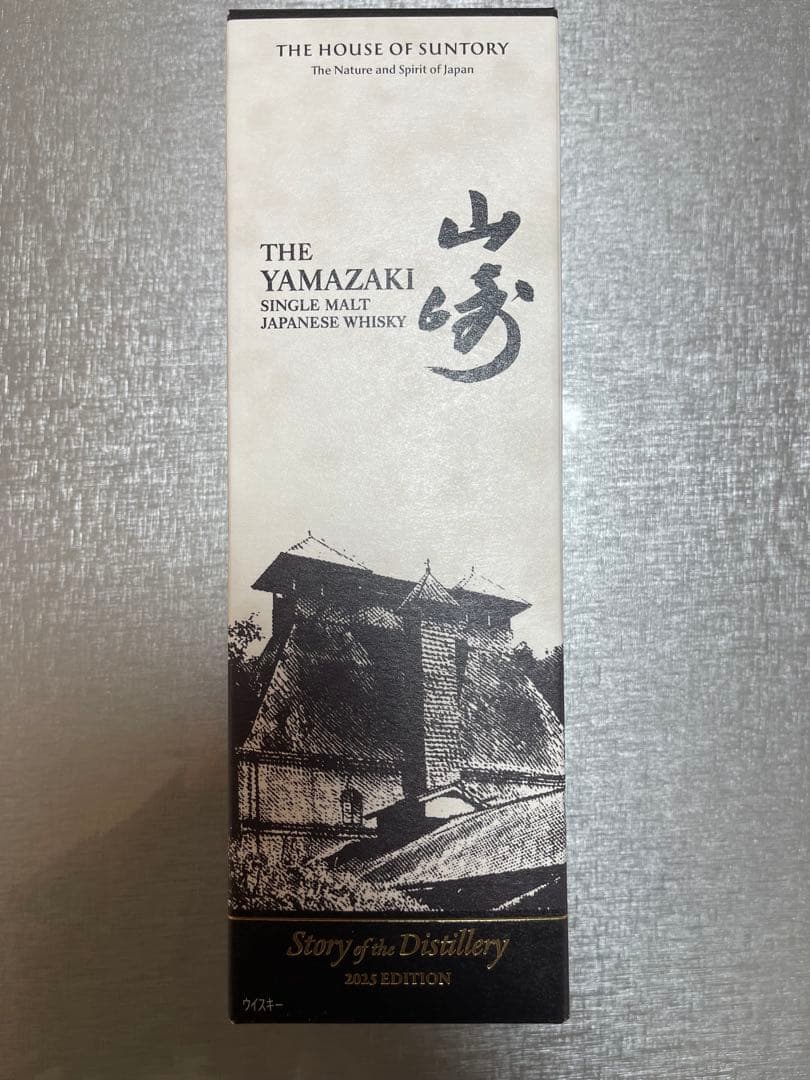 THE HOUSE OF SUNTORY
The Nature and Spirit of Japan
山崎
THE
YAMAZAKI
SINGLE MALT
JAPANESE WHISKY
Story of the Distillery
2025 EDITION
ウイスキー